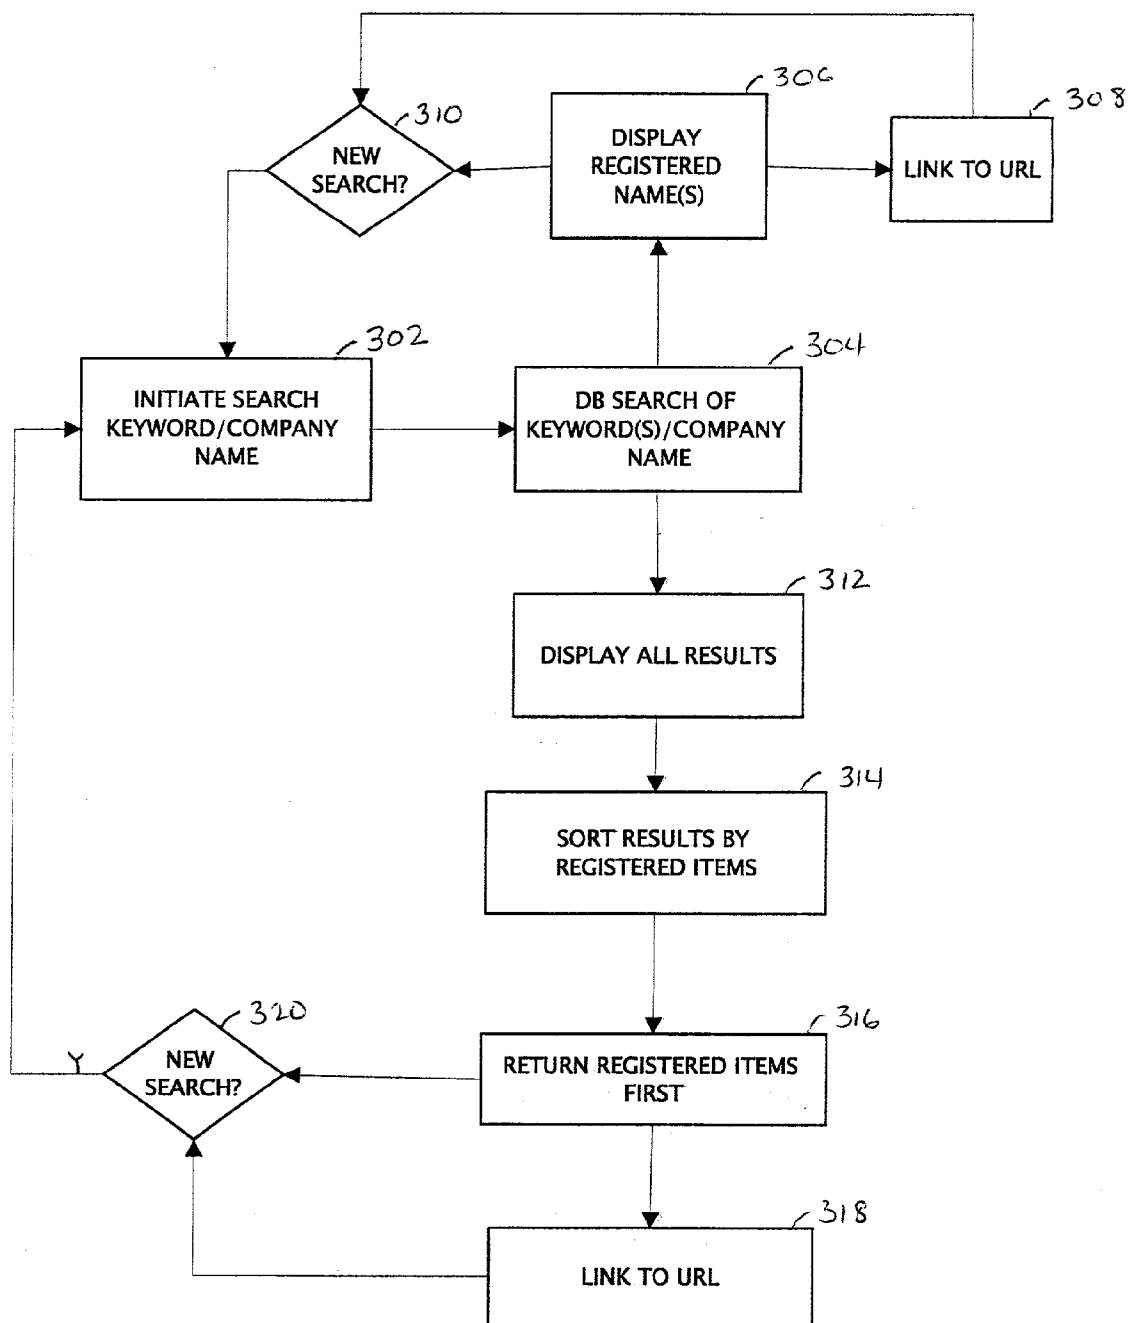 306
308
310
DISPLAY
REGISTERED
NAME(S)
LINK TO URL
NEW
SEARCH?
302
304
INITIATE SEARCH
KEYWORD/COMPANY
NAME
DB SEARCH OF
KEYWORD(S)/COMPANY
NAME
312
DISPLAY ALL RESULTS
314
SORT RESULTS BY
REGISTERED ITEMS
320
316
Y
NEW
SEARCH?
RETURN REGISTERED ITEMS
FIRST
318
LINK TO URL